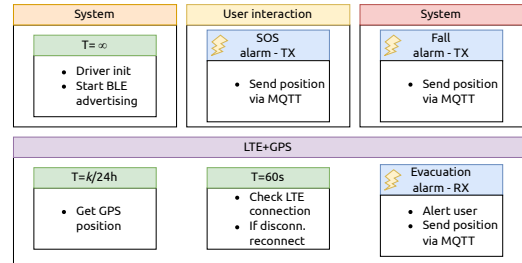 System
T= ∞
• Driver init
• Start BLE
advertising
User interaction
SOS
alarm - TX
• Send position
via MQTT
System
Fall
alarm - TX
• Send position
via MQTT
LTE+GPS
T=k/24h
• Get GPS
position
T=60s
• Check LTE
connection
• If disconn.
reconnect
Evacuation
alarm - RX
• Alert user
• Send position
via MQTT